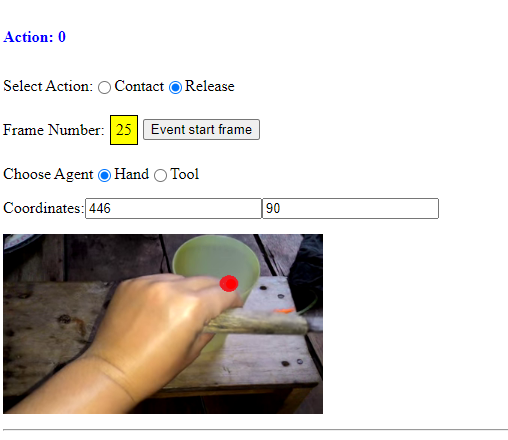 Action: 0
Select Action: Contact Release
Frame Number: 25 Event start frame
Choose Agent Hand Tool
Coordinates: 446 90